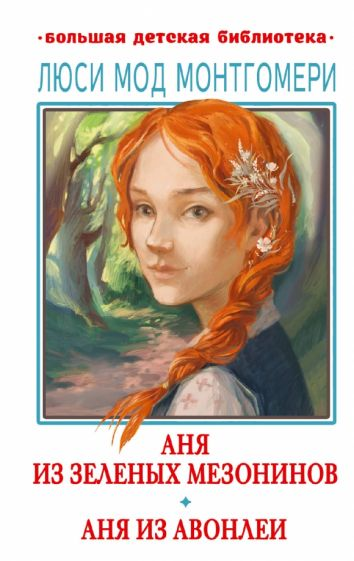 ·БОЛЬШАЯ ДЕТСКАЯ БИБЛИОТЕКА·
ЛЮСИ МОД МОНТГОМЕРИ
АНЯ
ИЗ ЗЕЛЕНЫХ МЕЗОНИНОВ
АНЯ ИЗ АВОНЛЕИ